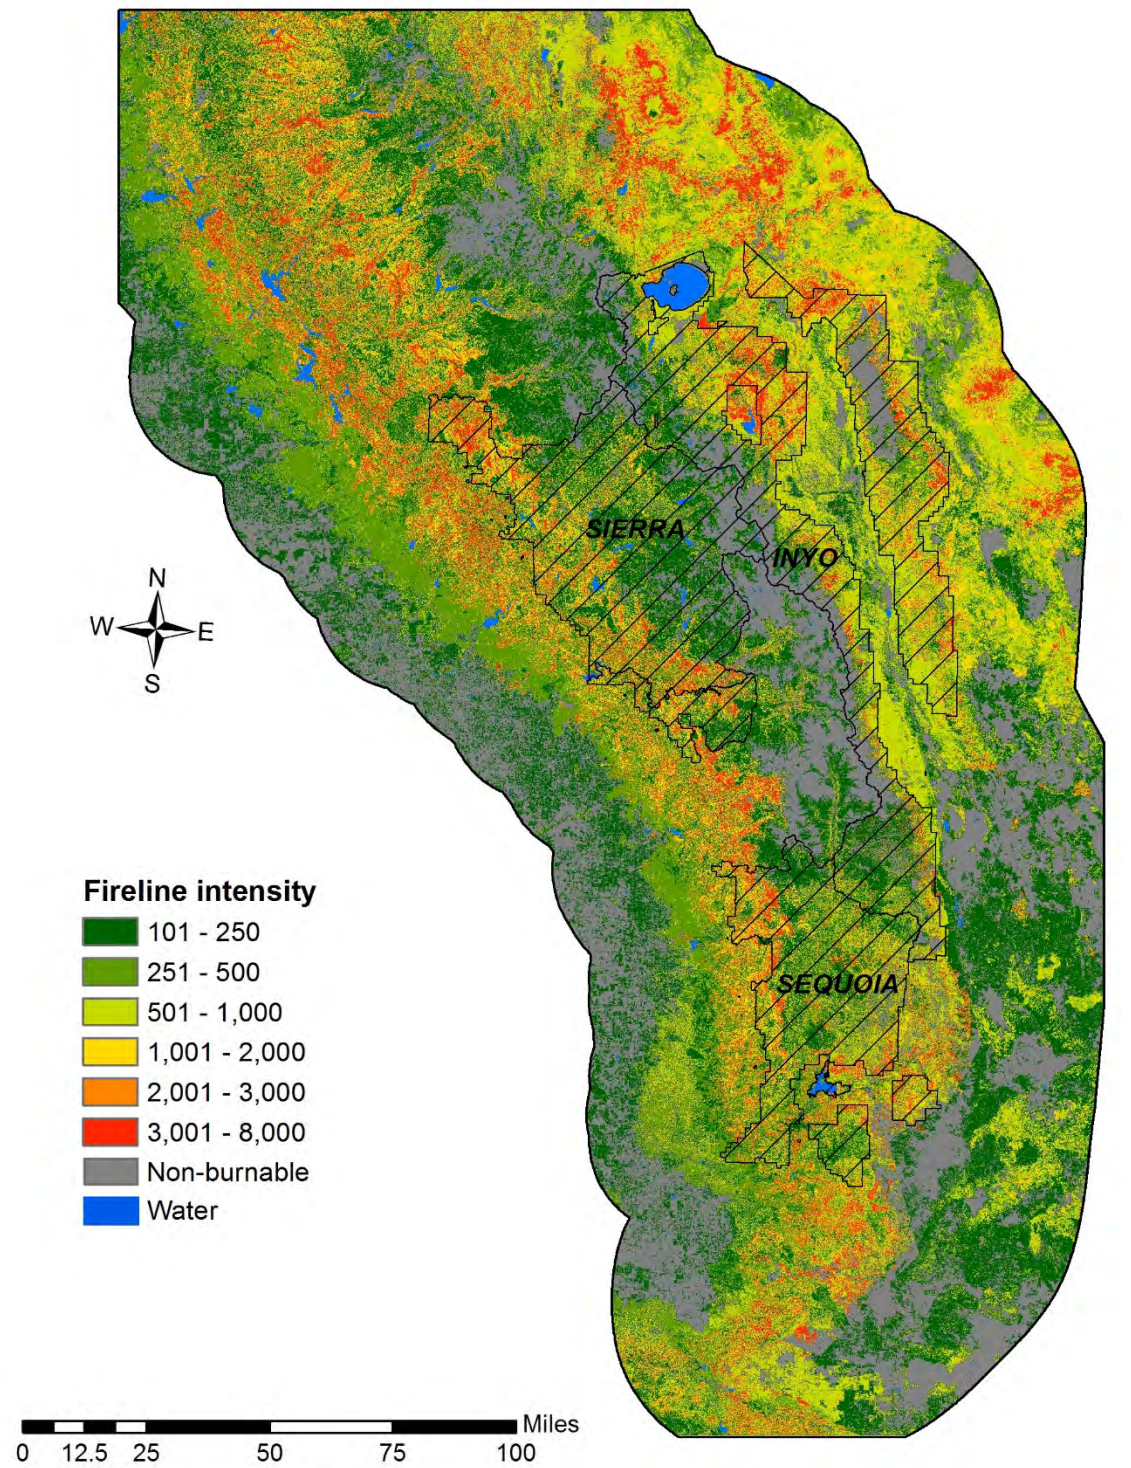 SIERRA
INYO
N
W E
S
Fireline intensity
101 - 250
251 - 500
501 - 1,000
SEQUOIA
1,001 - 2,000
2,001 - 3,000
3,001 - 8,000
Non-burnable
Water
Miles
0 12.5 25 50 75 100